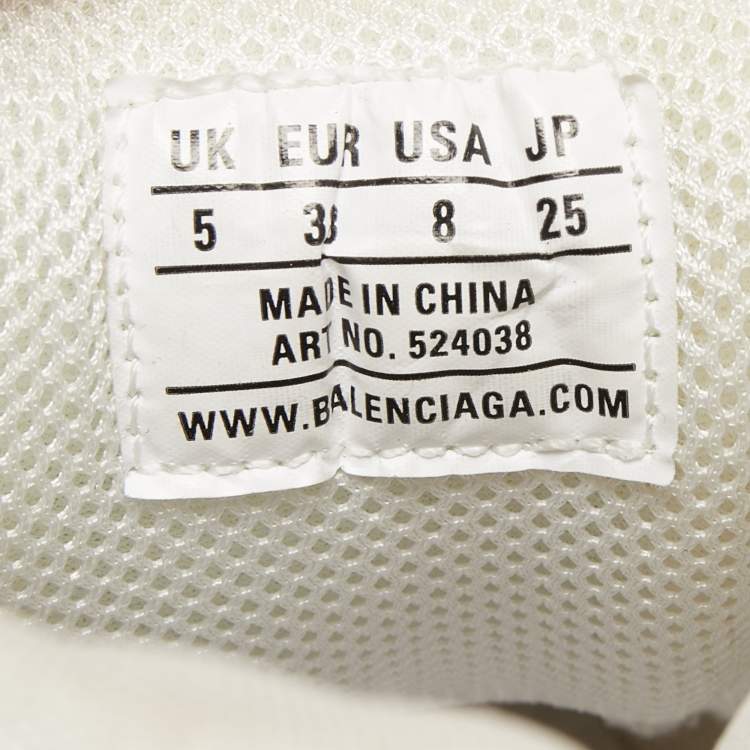 UK EUR USA JP
5 38 8 25
MADE IN CHINA
ART NO. 524038
WWW.BALENCIAGA.COM